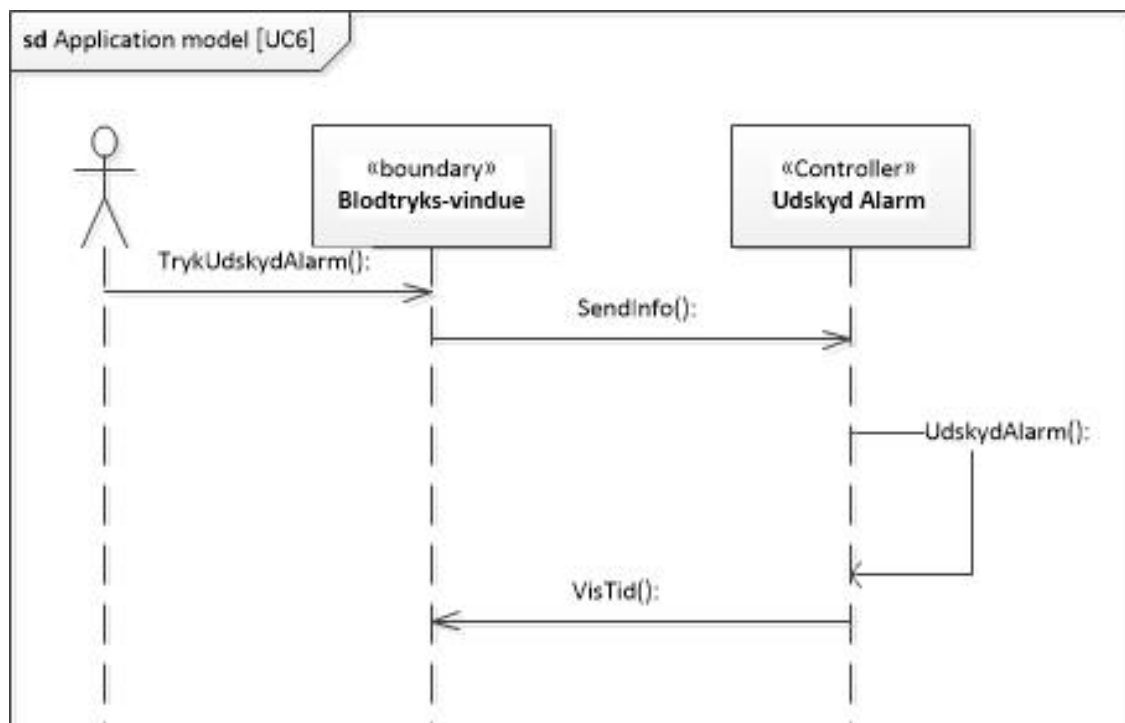 sd Application model [UC6]
«boundary»
Blodtryks-vindue
«Controller»
Udskyd Alarm
TrykUdskydAlarm():
SendInfo():
UdskydAlarm():
VisTid():